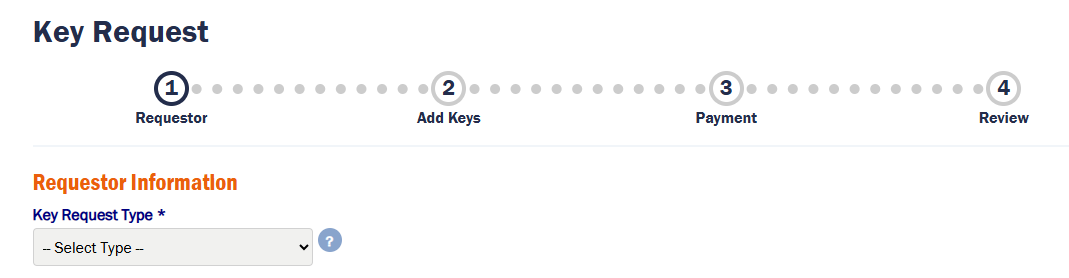 Key Request
1 2 3 4
Requestor Add Keys Payment Review
Requestor Information
Key Request Type *
-- Select Type -- ?